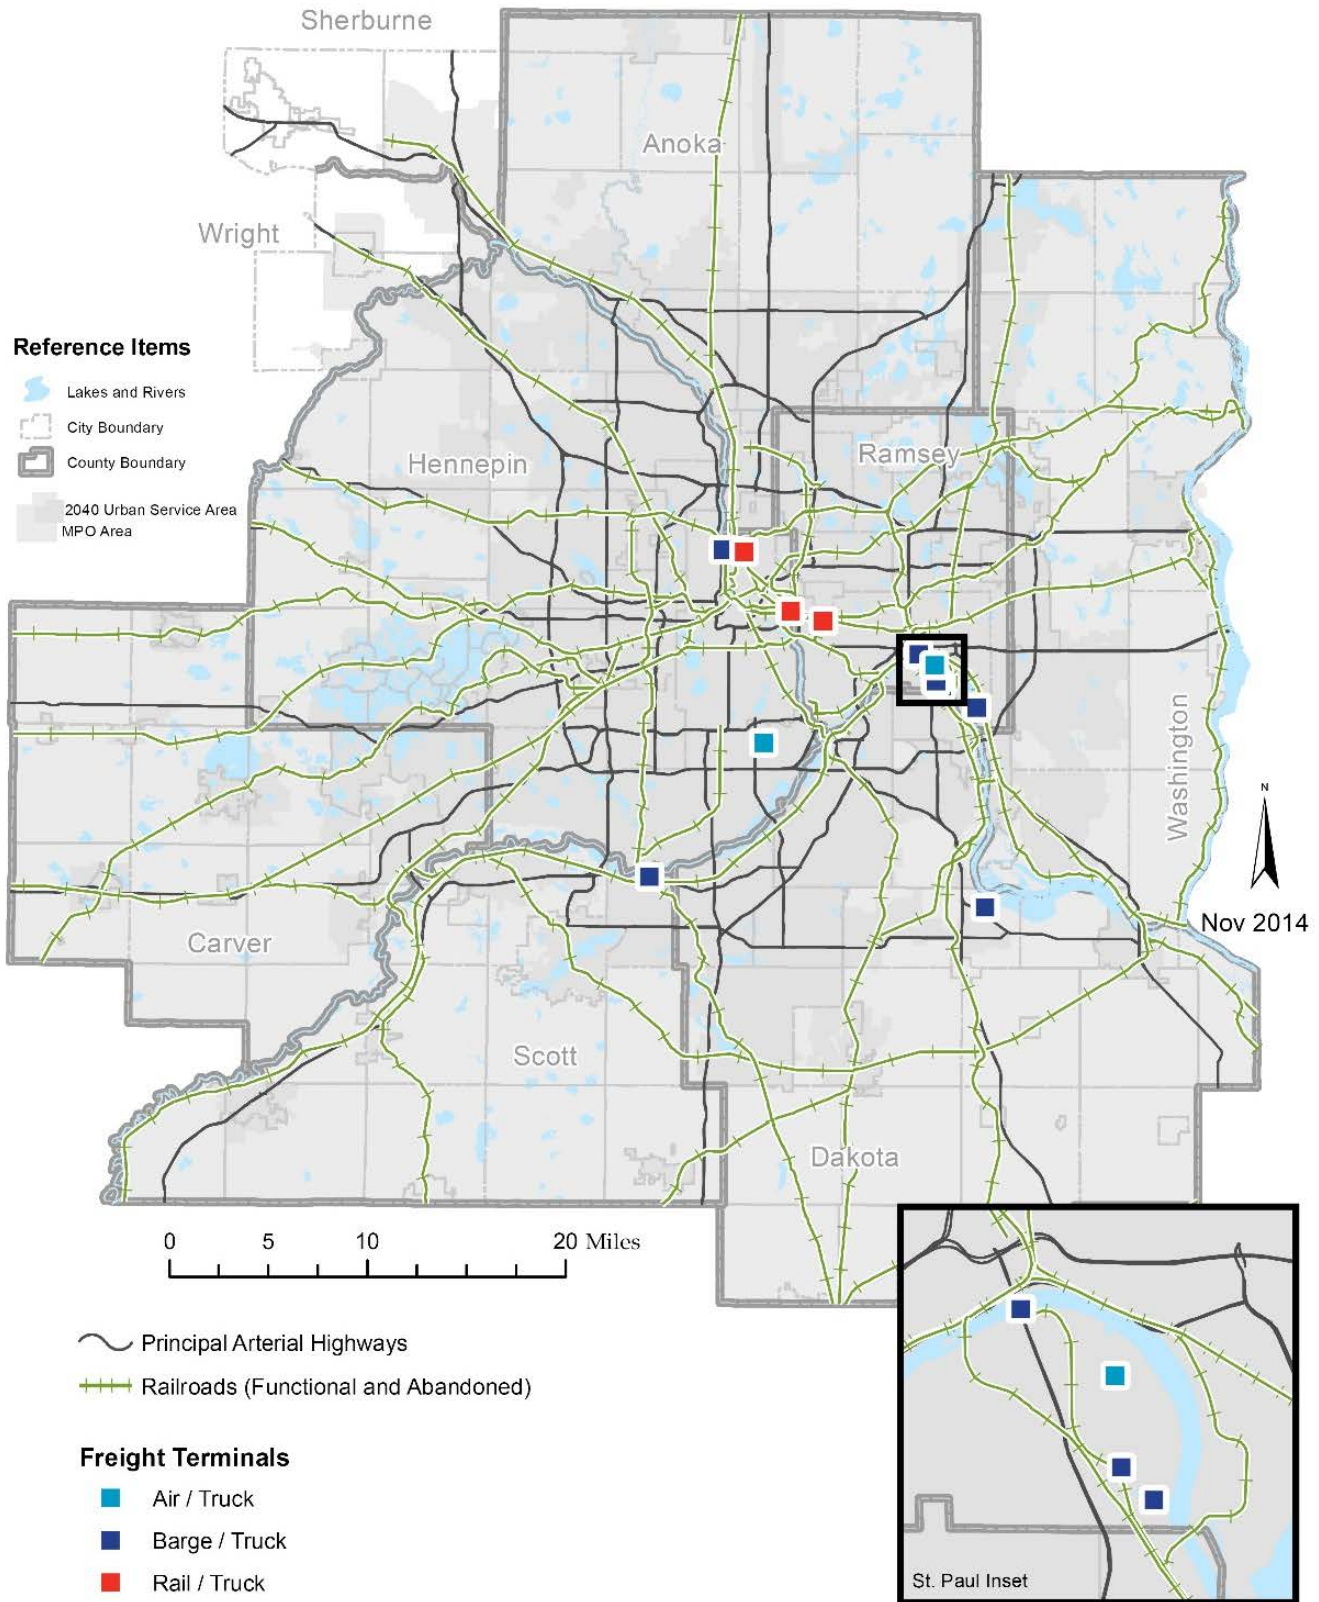 Sherburne
Anoka
Wright
Reference Items
Lakes and Rivers
City Boundary
County Boundary
2040 Urban Service Area
MPO Area
Hennepin
Ramsey
Washington
N
Nov 2014
Carver
Scott
Dakota
0 5 10 20 Miles
Principal Arterial Highways
Railroads (Functional and Abandoned)
Freight Terminals
Air / Truck
Barge / Truck
Rail / Truck
St. Paul Inset